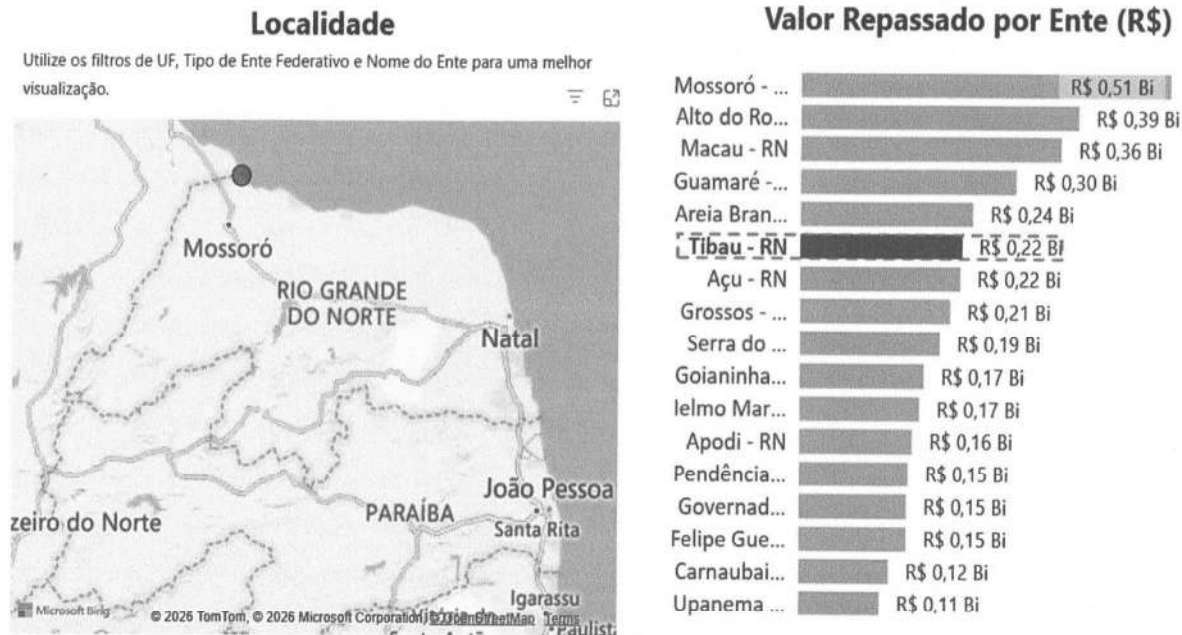 Localidade
Utilize os filtros de UF, Tipo de Ente Federativo e Nome do Ente para uma melhor
visualização.
Mossoró
RIO GRANDE
DO NORTE
Natal
João Pessoa
PARAÍBA
Santa Rita
zeiro do Norte
Igarassu
Microsoft Bing
© 2026 TomTom, © 2026 Microsoft Corporation, © OpenStreetMap Terms
Paulist
Valor Repassado por Ente (R$)
Mossoró - ... R$ 0,51 Bi
Alto do Ro... R$ 0,39 Bi
Macau - RN R$ 0,36 Bi
Guamaré -... R$ 0,30 Bi
Areia Bran... R$ 0,24 Bi
Tibau - RN R$ 0,22 Bi
Açu - RN R$ 0,22 Bi
Grossos - ... R$ 0,21 Bi
Serra do ... R$ 0,19 Bi
Goianinha... R$ 0,17 Bi
Ielmo Mar... R$ 0,17 Bi
Apodi - RN R$ 0,16 Bi
Pendência... R$ 0,15 Bi
Governad... R$ 0,15 Bi
Felipe Gue... R$ 0,15 Bi
Carnaubai... R$ 0,12 Bi
Upanema ... R$ 0,11 Bi